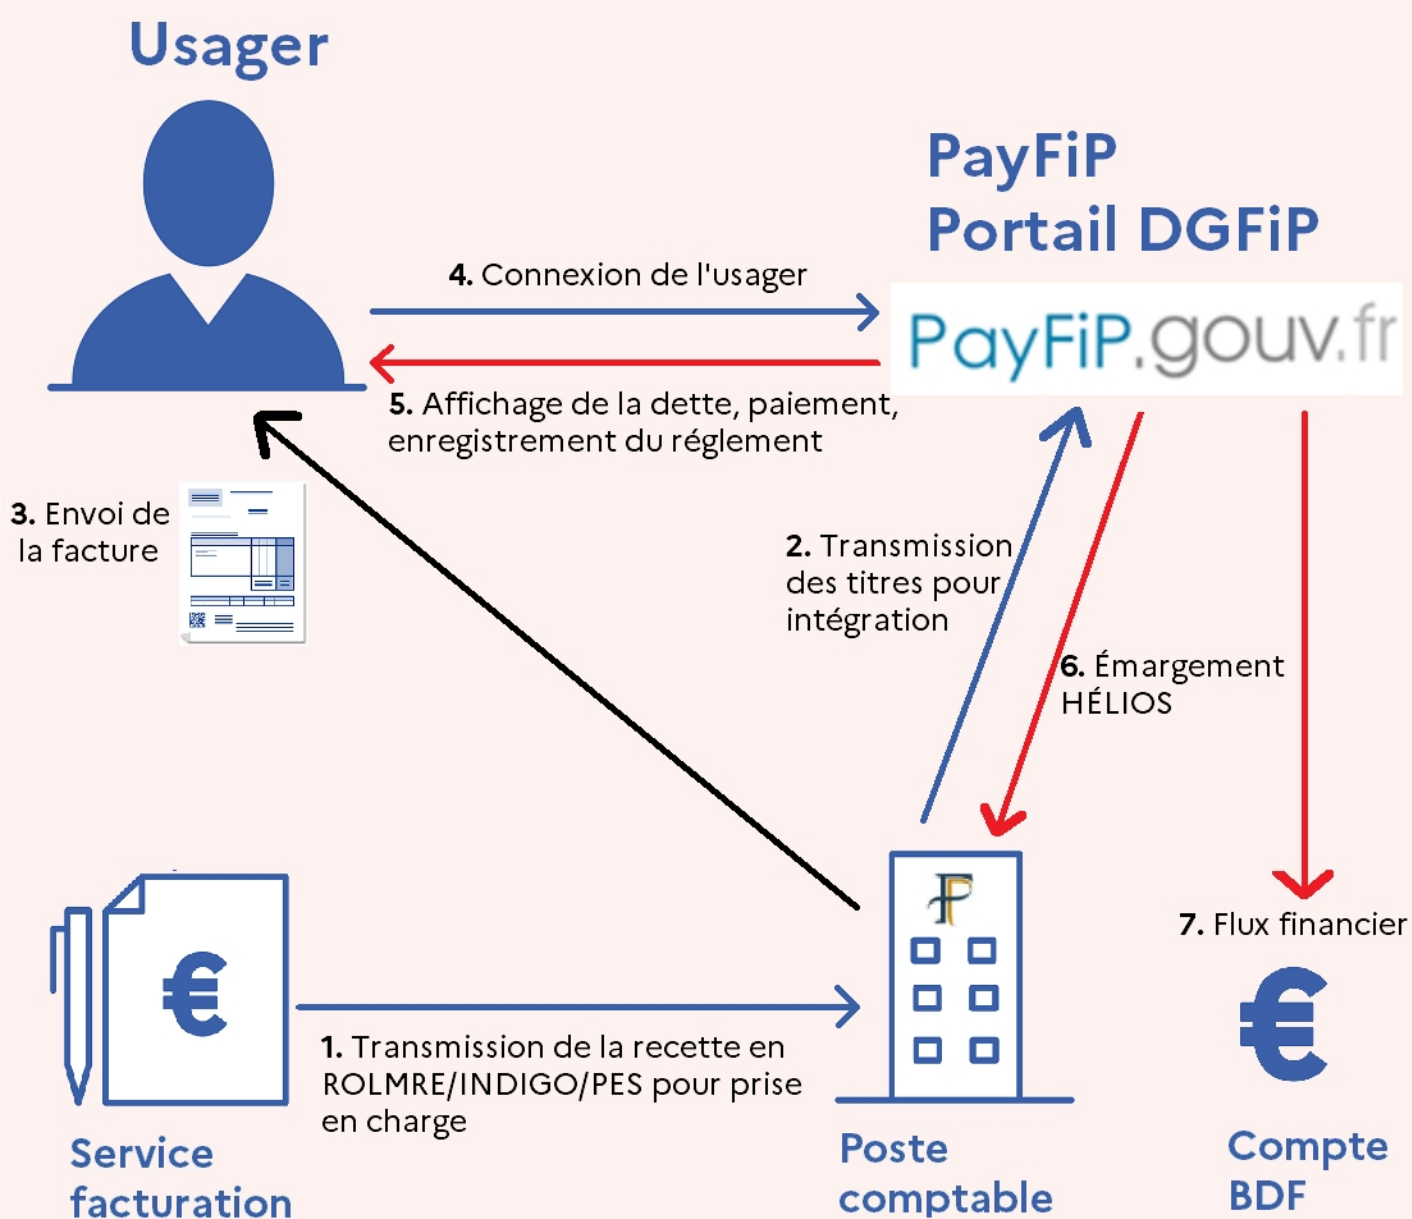 Usager
PayFiP
Portail DGFiP
4. Connexion de l'usager
PayFiP.gouv.fr
5. Affichage de la dette, paiement,
enregistrement du réglement
3. Envoi de
la facture
2. Transmission
des titres pour
intégration
6. Émargement
HÉLIOS
7. Flux financier
€
€
1. Transmission de la recette en
ROLMRE/INDIGO/PES pour prise
en charge
Service
facturation
Poste
comptable
Compte
BDF